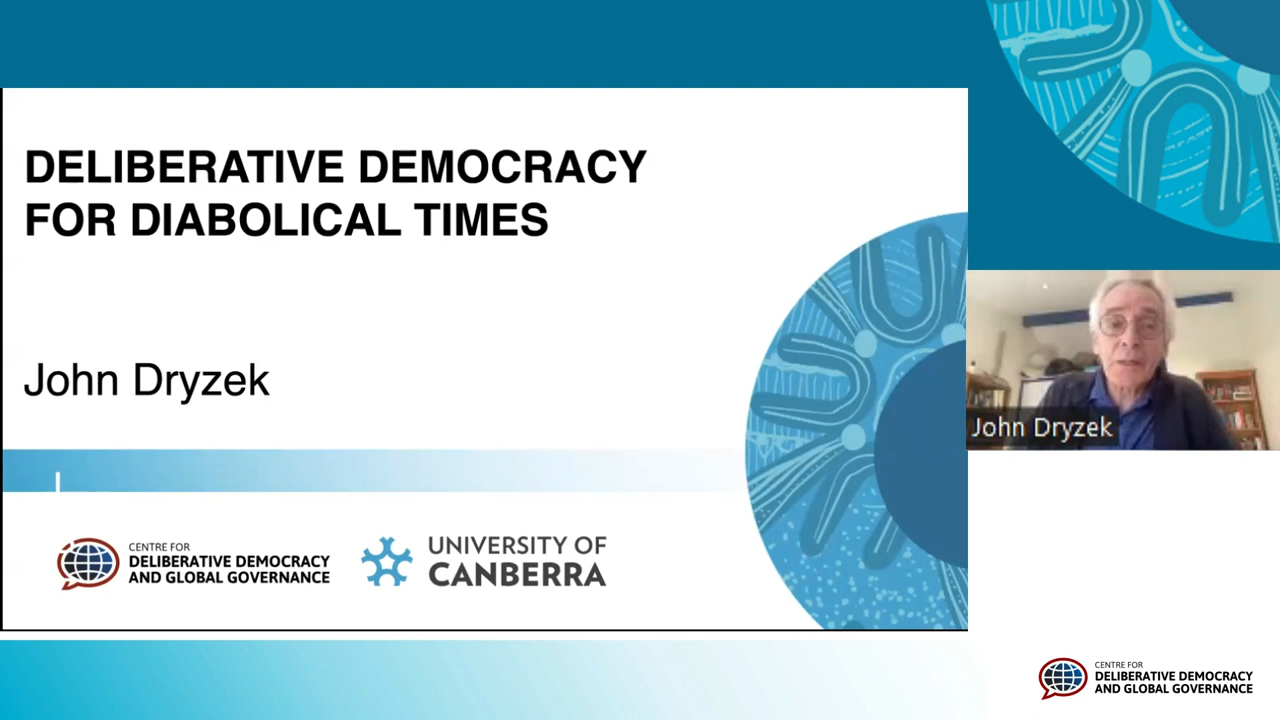 DELIBERATIVE DEMOCRACY
FOR DIABOLICAL TIMES
John Dryzek
CENTRE FOR
DELIBERATIVE DEMOCRACY
AND GLOBAL GOVERNANCE
UNIVERSITY OF
CANBERRA
John Dryzek
CENTRE FOR
DELIBERATIVE DEMOCRACY
AND GLOBAL GOVERNANCE